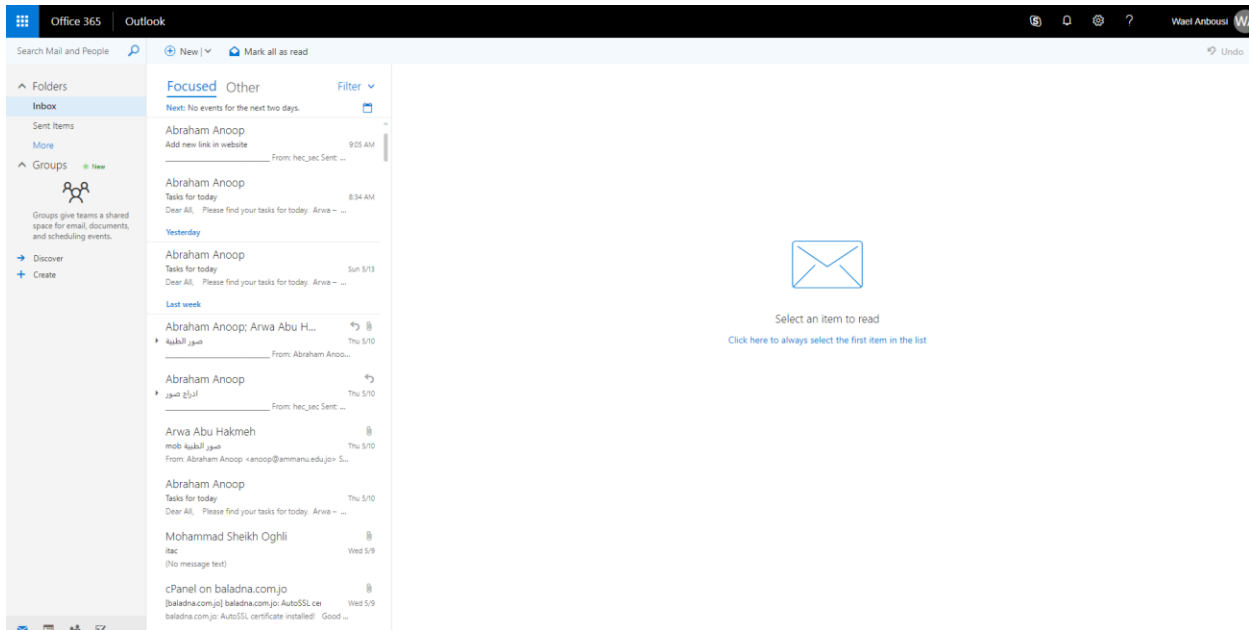 Office 365 Outlook
Wael Anbousi
Search Mail and People
New
Mark all as read
Undo
Folders
Inbox
Sent Items
More
Groups New
Groups give teams a shared
space for email, documents,
and scheduling events.
Discover
Create
Focused Other Filter
Next: No events for the next two days.
Abraham Anoop
Add new link in website 9:05 AM
From: hec_sec Sent: ...
Abraham Anoop
Tasks for today 8:34 AM
Dear All, Please find your tasks for today. Arwa – ...
Yesterday
Abraham Anoop
Tasks for today Sun 5/13
Dear All, Please find your tasks for today. Arwa – ...
Last week
Abraham Anoop; Arwa Abu H...
صور الطبية Thu 5/10
From: Abraham Anoo...
Abraham Anoop
ادراج صور Thu 5/10
From: hec_sec Sent: ...
Arwa Abu Hakmeh
صور الطبية mob Thu 5/10
From: Abraham Anoop <anoop@ammanu.edu.jo> S...
Abraham Anoop
Tasks for today Thu 5/10
Dear All, Please find your tasks for today. Arwa – ...
Mohammad Sheikh Oghli
itac Wed 5/9
(No message text)
cPanel on baladna.com.jo
[baladna.com.jo] baladna.com.jo: AutoSSL cer Wed 5/9
baladna.com.jo: AutoSSL certificate installed! Good ...
Select an item to read
Click here to always select the first item in the list